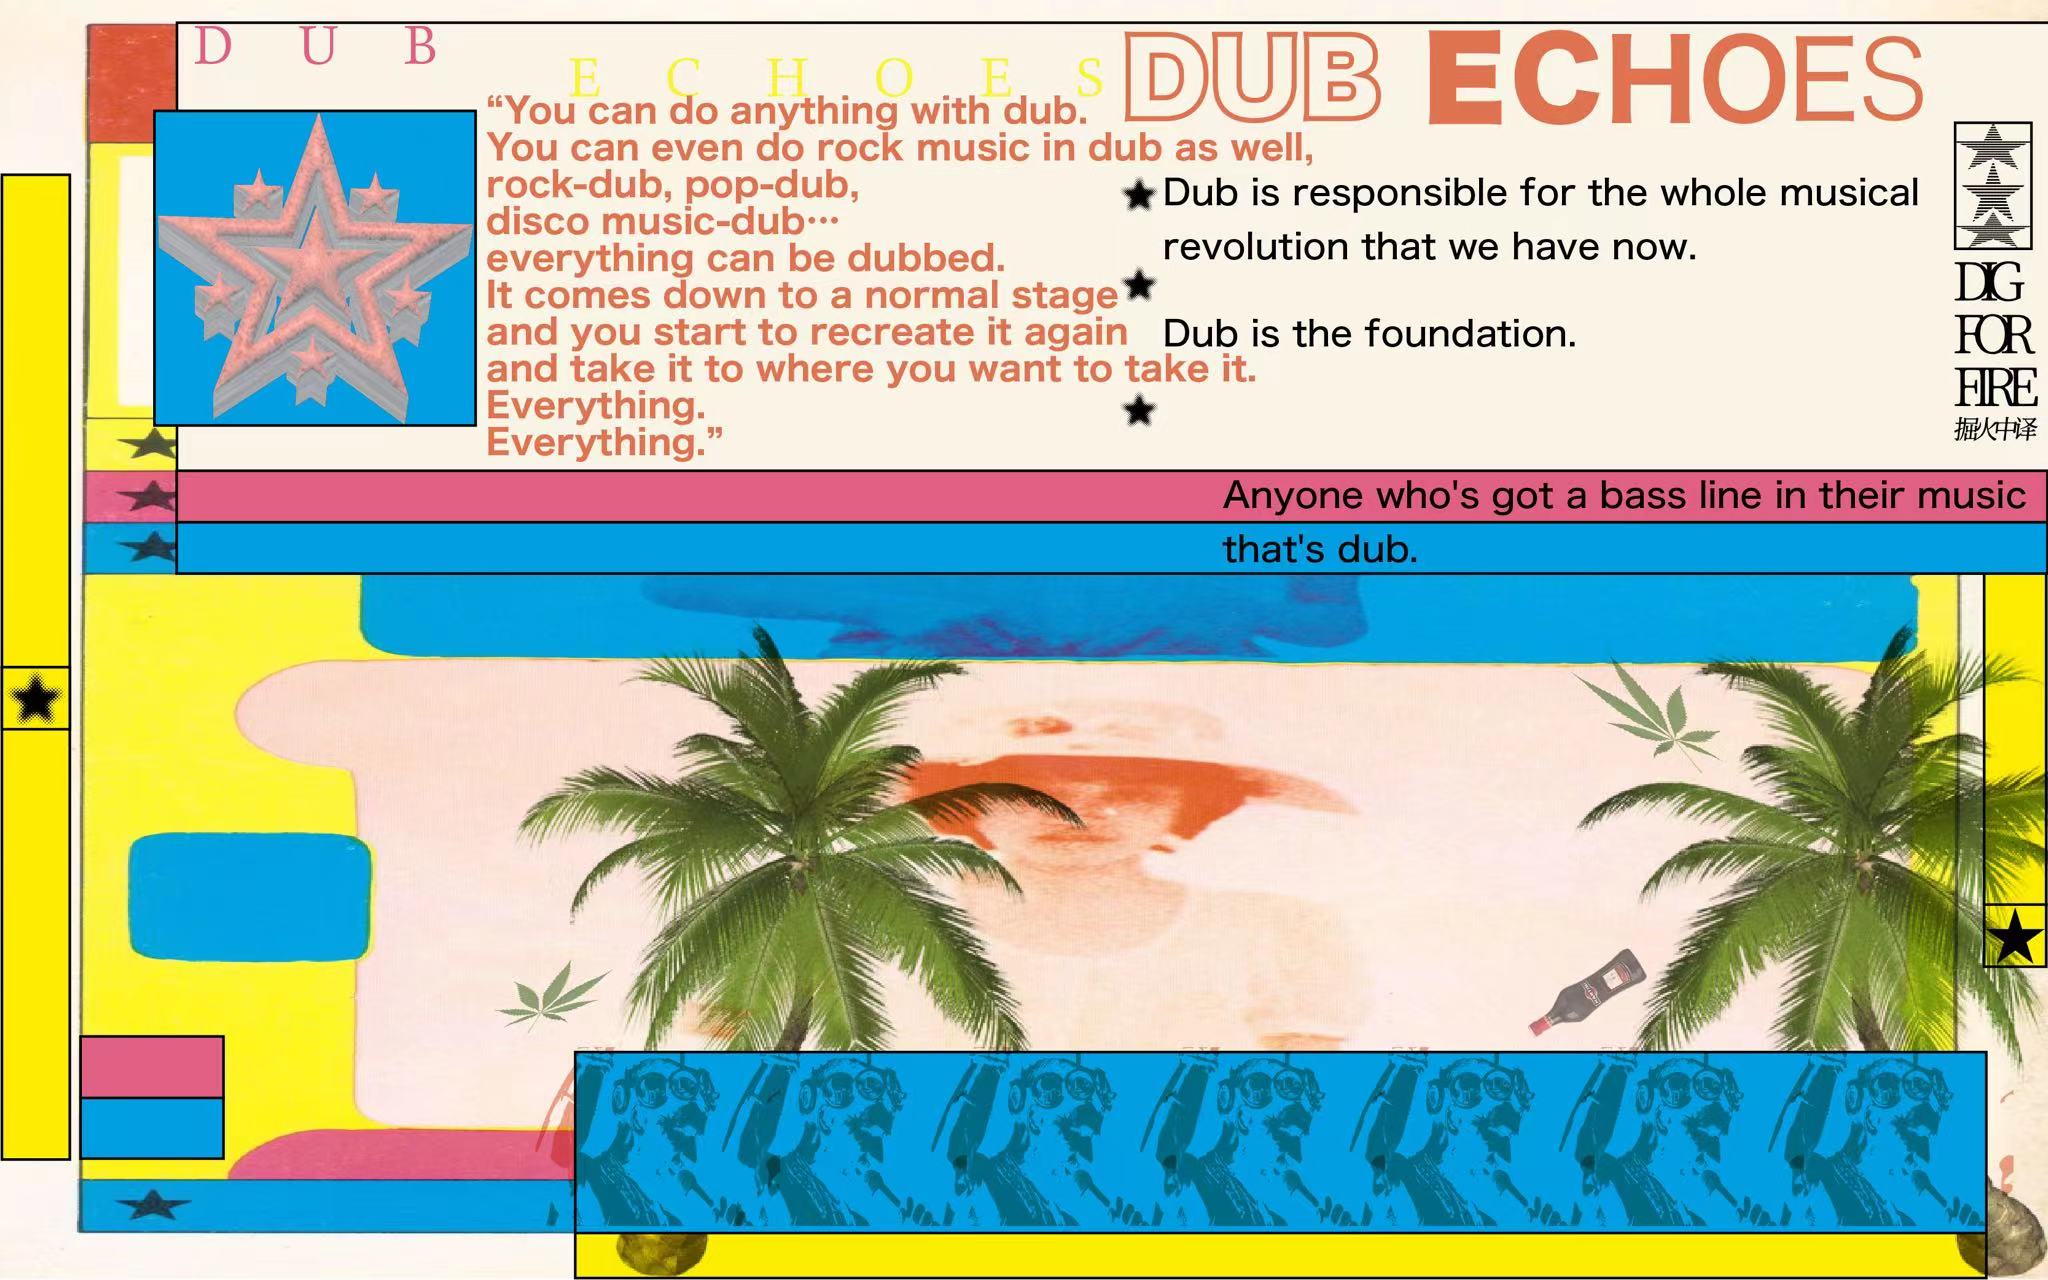 D U B
E C H O E S
DUB ECHOES
“You can do anything with dub.
You can even do rock music in dub as well,
rock-dub, pop-dub,
disco music-dub…
everything can be dubbed.
It comes down to a normal stage
and you start to recreate it again
and take it to where you want to take it.
Everything.
Everything.”
Dub is responsible for the whole musical
revolution that we have now.
Dub is the foundation.
Anyone who's got a bass line in their music
that's dub.
DIG
FOR
FIRE
掘火中译